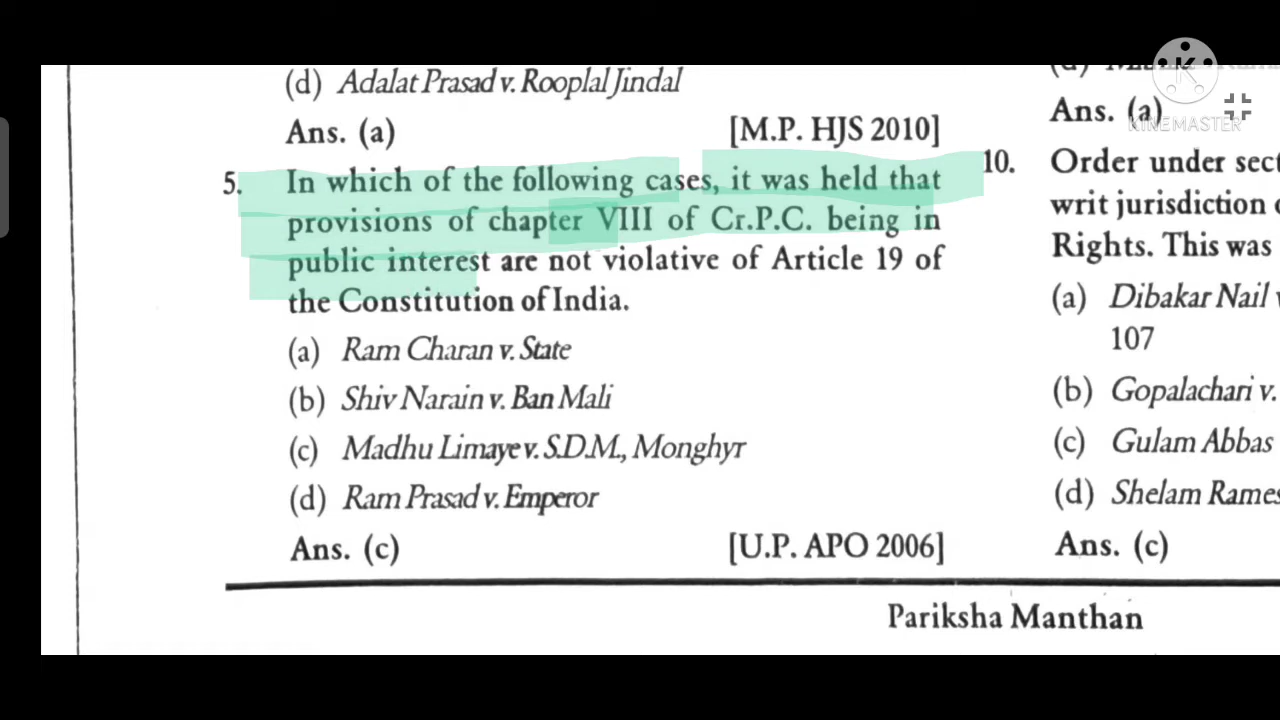 (d) Adalat Prasad v. Rooplal Jindal
Ans. (a) [M.P. HJS 2010]
5. In which of the following cases, it was held that
provisions of chapter VIII of Cr.P.C. being in
public interest are not violative of Article 19 of
the Constitution of India.
(a) Ram Charan v. State
(b) Shiv Narain v. Ban Mali
(c) Madhu Limaye v. S.D.M., Monghyr
(d) Ram Prasad v. Emperor
Ans. (c) [U.P. APO 2006]
Ans. (a)
10. Order under sect
writ jurisdiction
Rights. This was
(a) Dibakar Nail v
107
(b) Gopalachari v.
(c) Gulam Abbas
(d) Shelam Rames
Ans. (c)
Pariksha Manthan
K
KINEMASTER